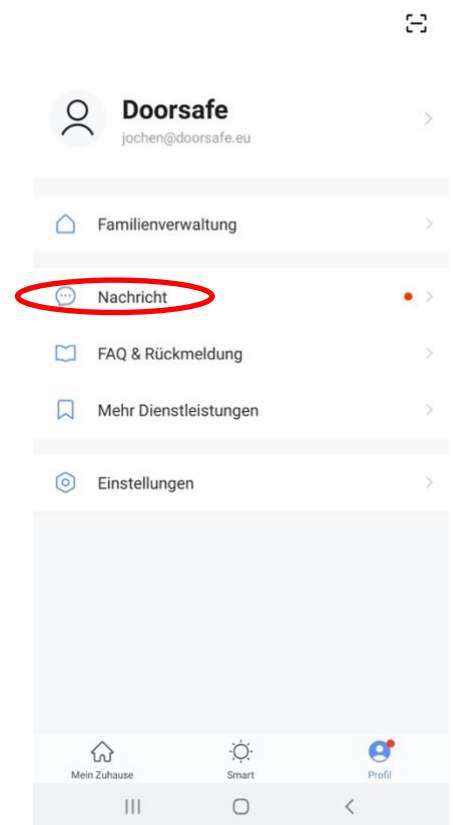 Doorsafe
jochen@doorsafe.eu
Familienverwaltung
Nachricht
FAQ & Rückmeldung
Mehr Dienstleistungen
Einstellungen
Mein Zuhause
Smart
Profil